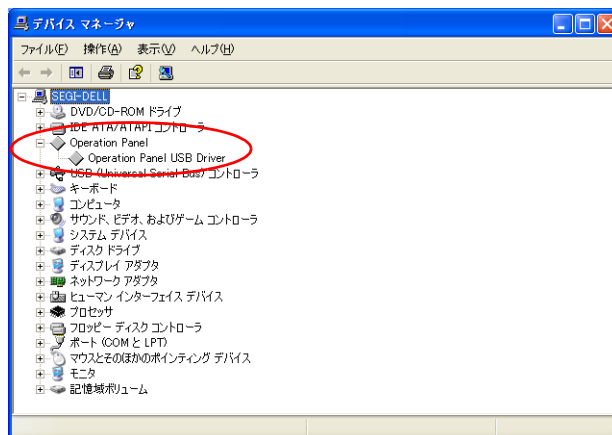 デバイス マネージャ
ファイル(F) 操作(A) 表示(V) ヘルプ(H)
SEGI-DELL
DVD/CD-ROM ドライブ
IDE ATA/ATAPI コントローラ
Operation Panel
Operation Panel USB Driver
USB (Universal Serial Bus) コントローラ
キーボード
コンピュータ
サウンド、ビデオ、およびゲーム コントローラ
システム デバイス
ディスク ドライブ
ディスプレイ アダプタ
ネットワーク アダプタ
ヒューマン インターフェイス デバイス
プロセッサ
フロッピー ディスク コントローラ
ポート (COM と LPT)
マウスとそのほかのポインティング デバイス
モニタ
記憶域ボリューム